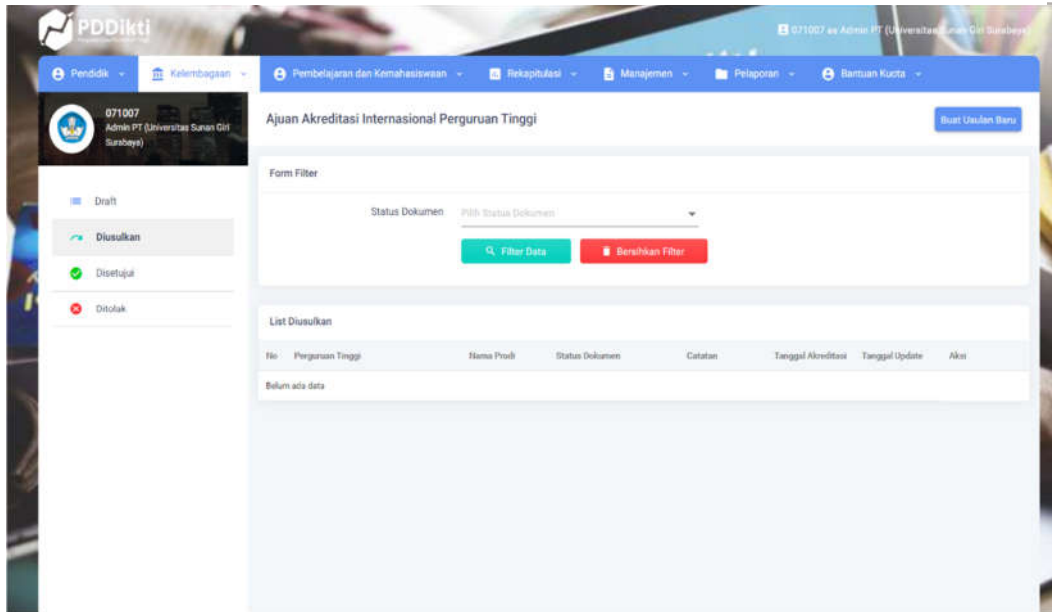 PDDikti
071007 as Admin PT (Universitas Sunan Giri Surabaya)
Pendidik
Kelembagaan
Pembelajaran dan Kemahasiswaan
Rekapitulasi
Manajemen
Pelaporan
Bantuan Kuota
071007
Admin PT (Universitas Sunan Giri
Surabaya)
Ajuan Akreditasi Internasional Perguruan Tinggi
Buat Usulan Baru
Draft
Diusulkan
Disetujui
Ditolak
Form Filter
Status Dokumen
Pilih Status Dokumen
Filter Data
Bersihkan Filter
List Diusulkan
No Perguruan Tinggi Nama Prodi Status Dokumen Catatan Tanggal Akreditasi Tanggal Update Aksi
Belum ada data